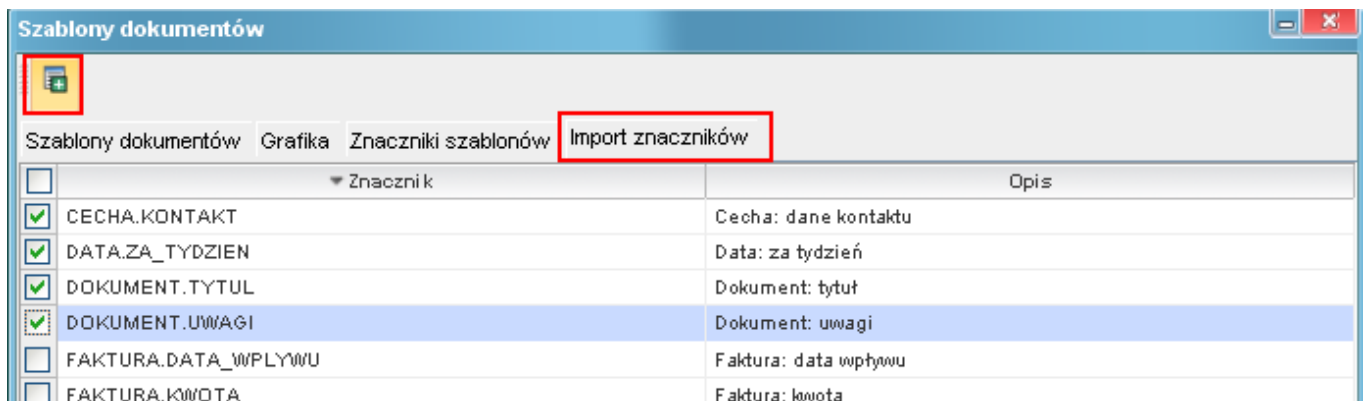 Szablony dokumentów
Szablony dokumentów Grafika Znaczniki szablonów Import znaczników
Znacznik Opis
CECHA.KONTAKT Cecha: dane kontaktu
DATA.ZA_TYDZIEN Data: za tydzień
DOKUMENT.TYTUL Dokument: tytuł
DOKUMENT.UWAGI Dokument: uwagi
FAKTURA.DATA_WPLYWU Faktura: data wpływu
FAKTURA.KWOTA Faktura: kwota